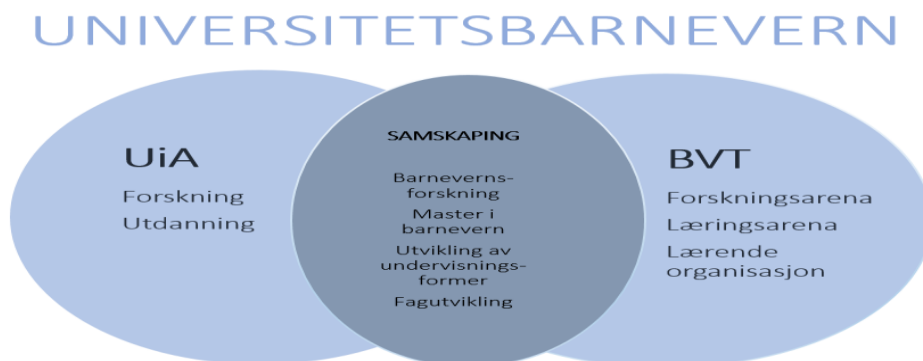 UNIVERSITETSBARNEVERN
UiA
Forskning
Utdanning
SAMSKAPING
Barneverns-
forskning
Master i
barnevern
Utvikling av
undervisnings-
former
Fagutvikling
BVT
Forskningsarena
Læringsarena
Lærende
organisasjon